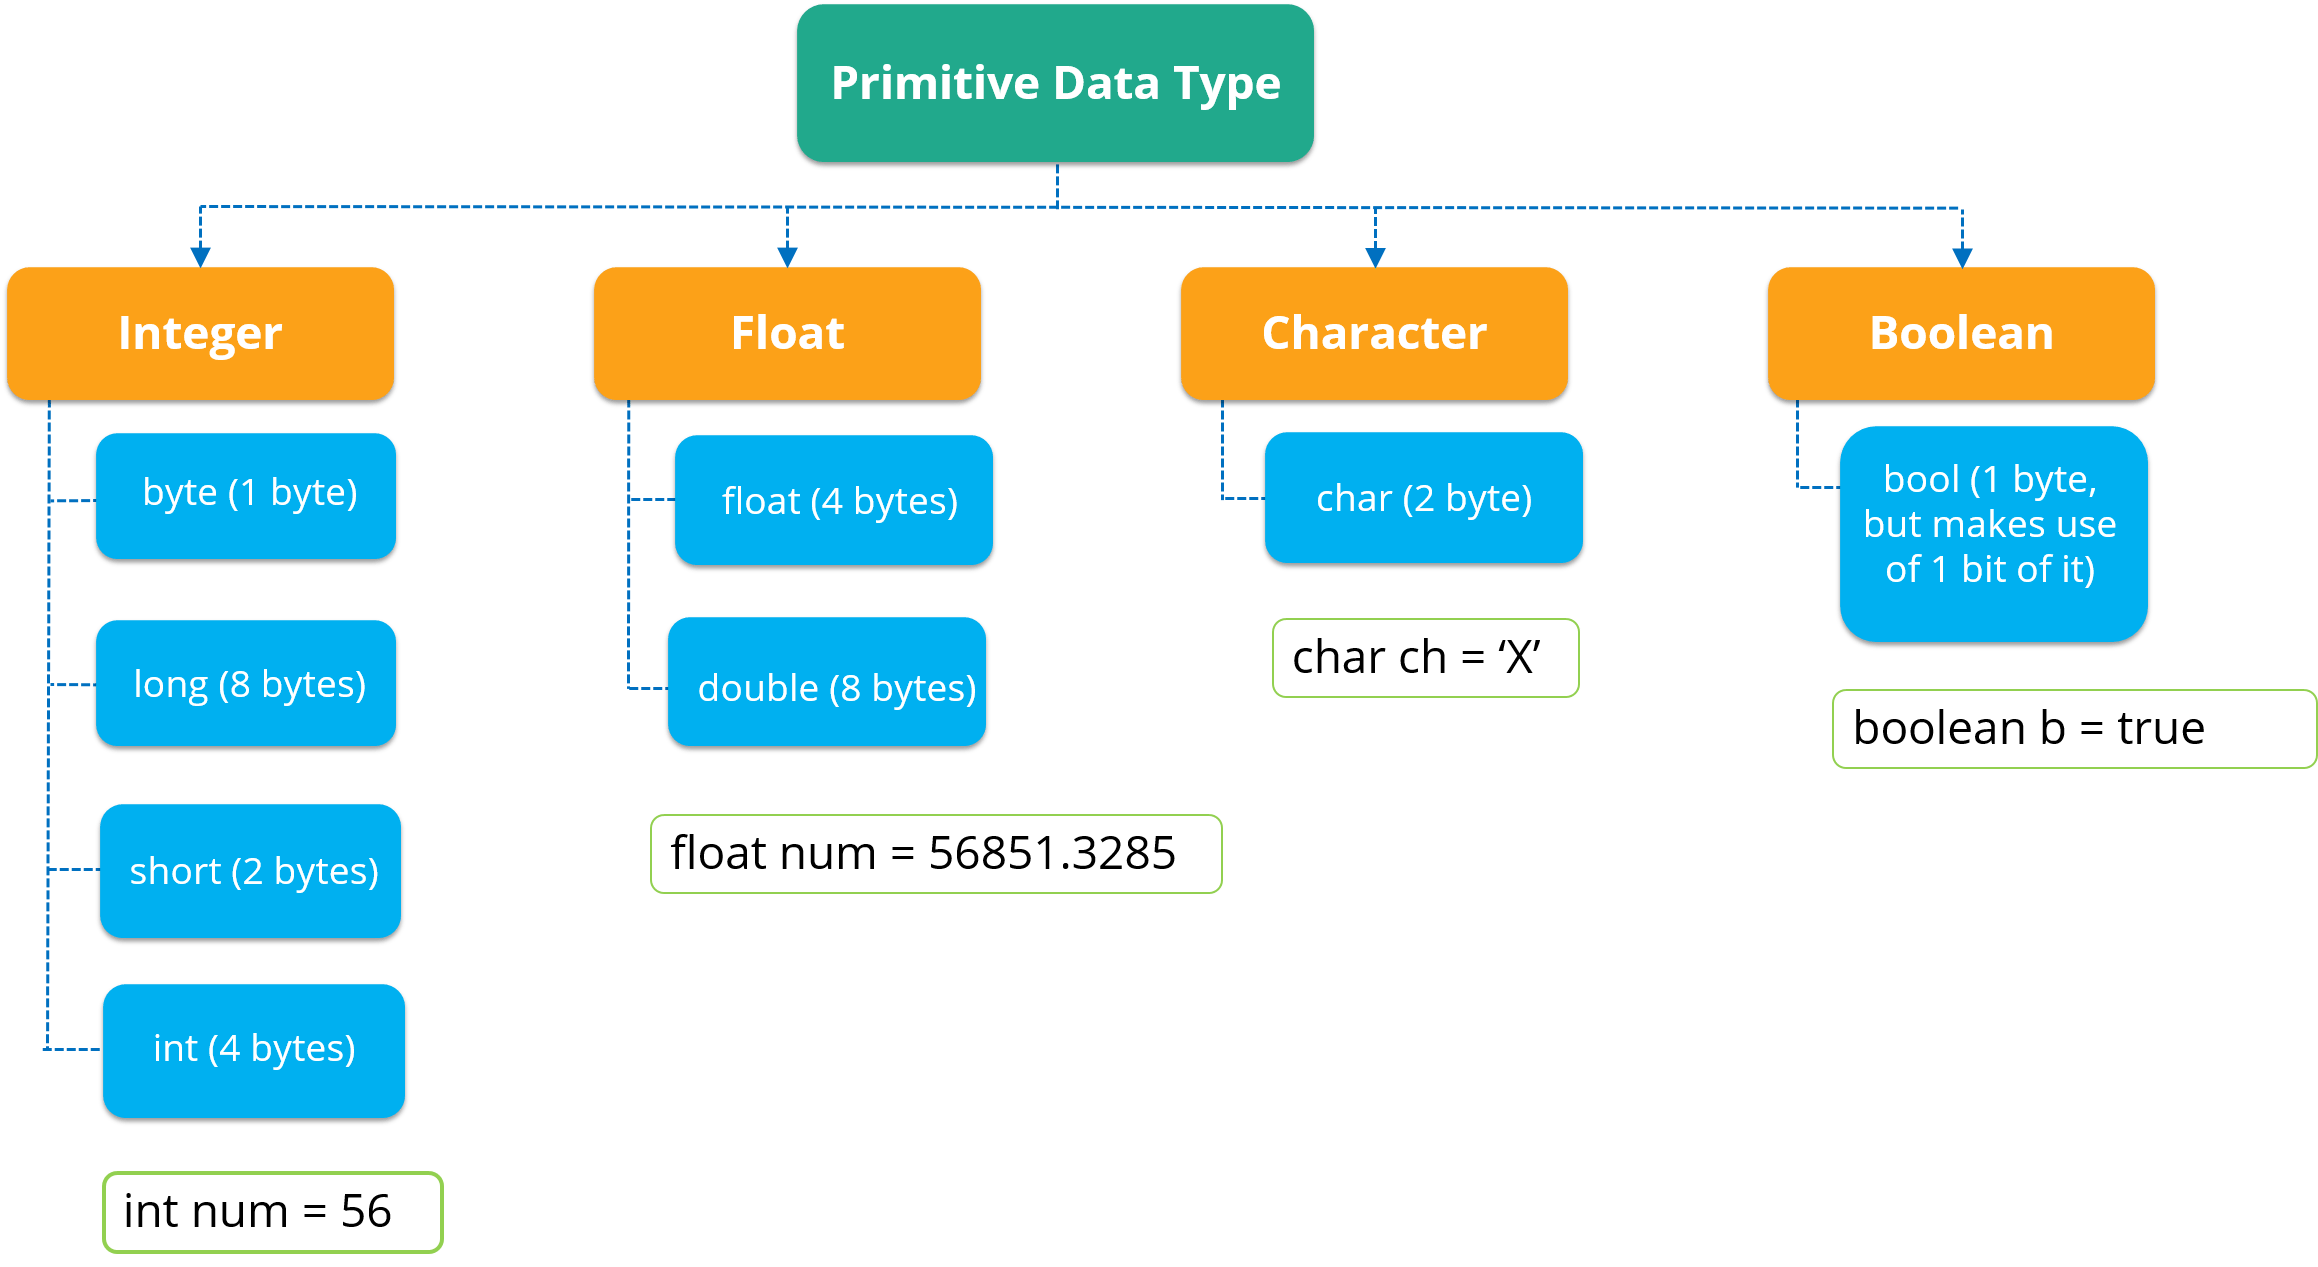 Primitive Data Type
Integer
Float
Character
Boolean
byte (1 byte)
long (8 bytes)
short (2 bytes)
int (4 bytes)
int num = 56
float (4 bytes)
double (8 bytes)
float num = 56851.3285
char (2 byte)
char ch = ‘X’
bool (1 byte,
but makes use
of 1 bit of it)
boolean b = true